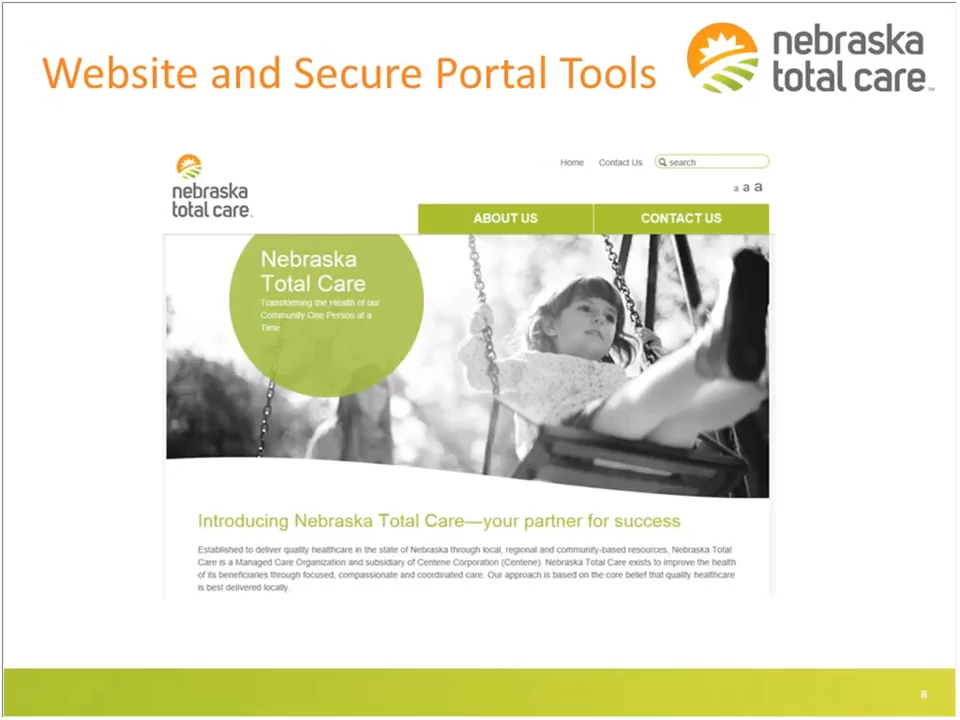 Website and Secure Portal Tools
nebraska
total care™
nebraska
total care.
Home Contact Us search
a a a
ABOUT US CONTACT US
Nebraska
Total Care
Transforming the Health of our
Community One Person at a
Time
Introducing Nebraska Total Care—your partner for success
Established to deliver quality healthcare in the state of Nebraska through local, regional and community-based resources, Nebraska Total
Care is a Managed Care Organization and subsidiary of Centene Corporation (Centene). Nebraska Total Care exists to improve the health
of its beneficiaries through focused, compassionate and coordinated care. Our approach is based on the core belief that quality healthcare
is best delivered locally.
8